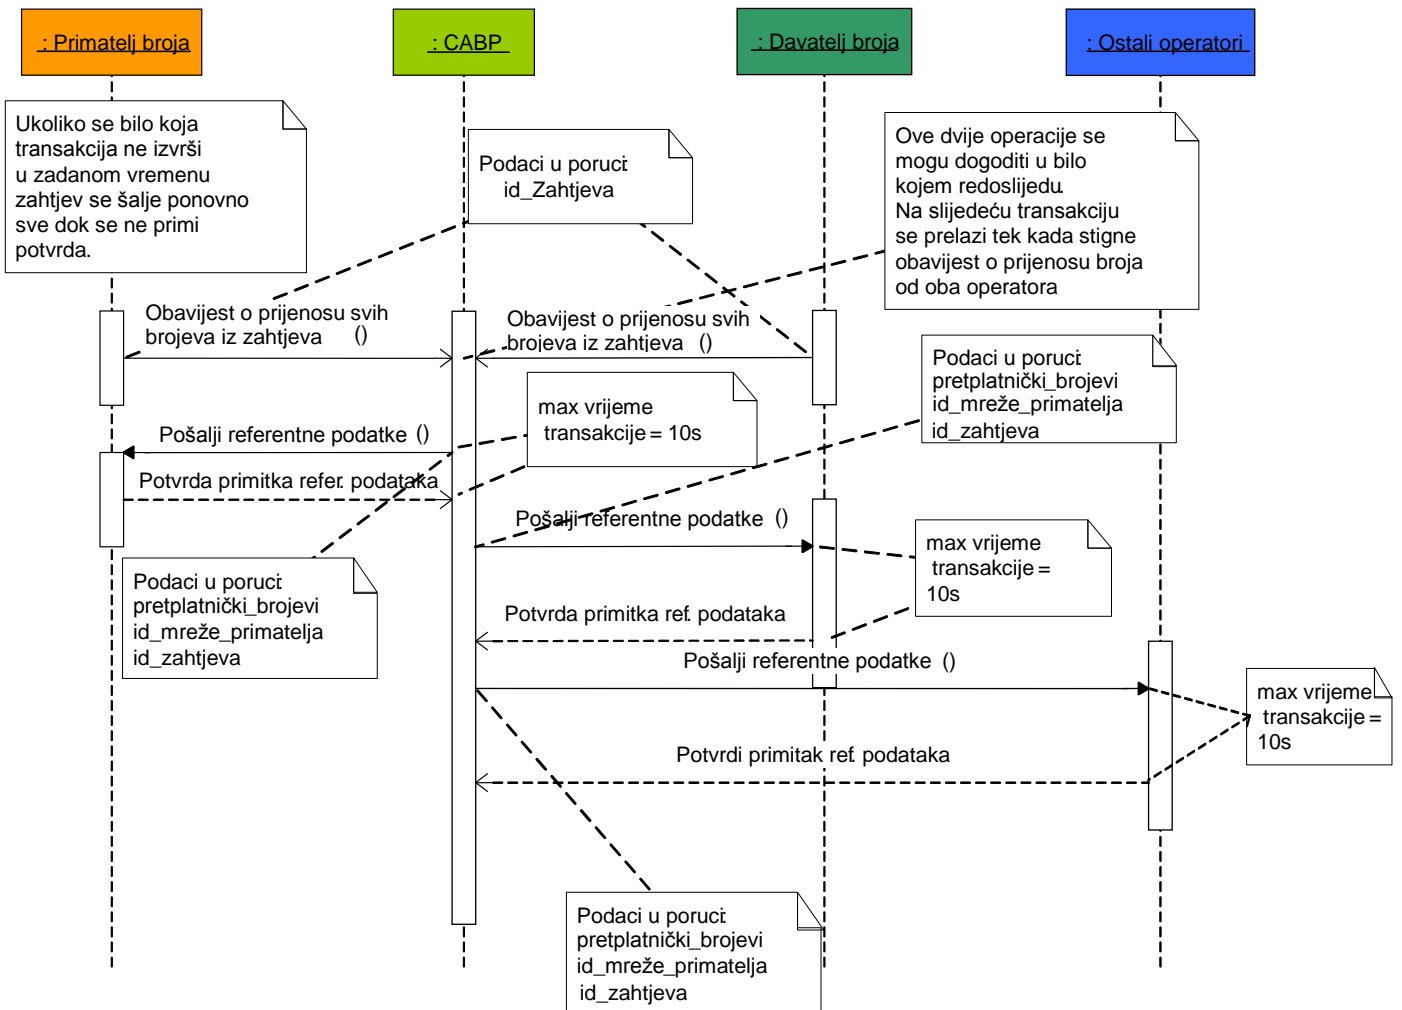 : Primatelj broja
: CABP
: Davatelj broja
: Ostali operatori
Ukoliko se bilo koja
transakcija ne izvrši
u zadanom vremenu
zahtjev se šalje ponovno
sve dok se ne primi
potvrda.
Podaci u poruci:
id_Zahtjeva
Ove dvije operacije se
mogu dogoditi u bilo
kojem redoslijedu.
Na slijedeću transakciju
se prelazi tek kada stigne
obavijest o prijenosu broja
od oba operatora
Obavijest o prijenosu svih
brojeva iz zahtjeva ()
Obavijest o prijenosu svih
brojeva iz zahtjeva ()
Podaci u poruci:
pretplatnički_brojevi
id_mreže_primatelja
id_zahtjeva
max vrijeme
transakcije = 10s
Pošalji referentne podatke ()
Potvrda primitka refer. podataka
Pošalji referentne podatke ()
max vrijeme
transakcije =
10s
Podaci u poruci:
pretplatnički_brojevi
id_mreže_primatelja
id_zahtjeva
Potvrda primitka ref. podataka
Pošalji referentne podatke ()
max vrijeme
transakcije =
10s
Potvrdi primitak ref. podataka
Podaci u poruci:
pretplatnički_brojevi
id_mreže_primatelja
id_zahtjeva